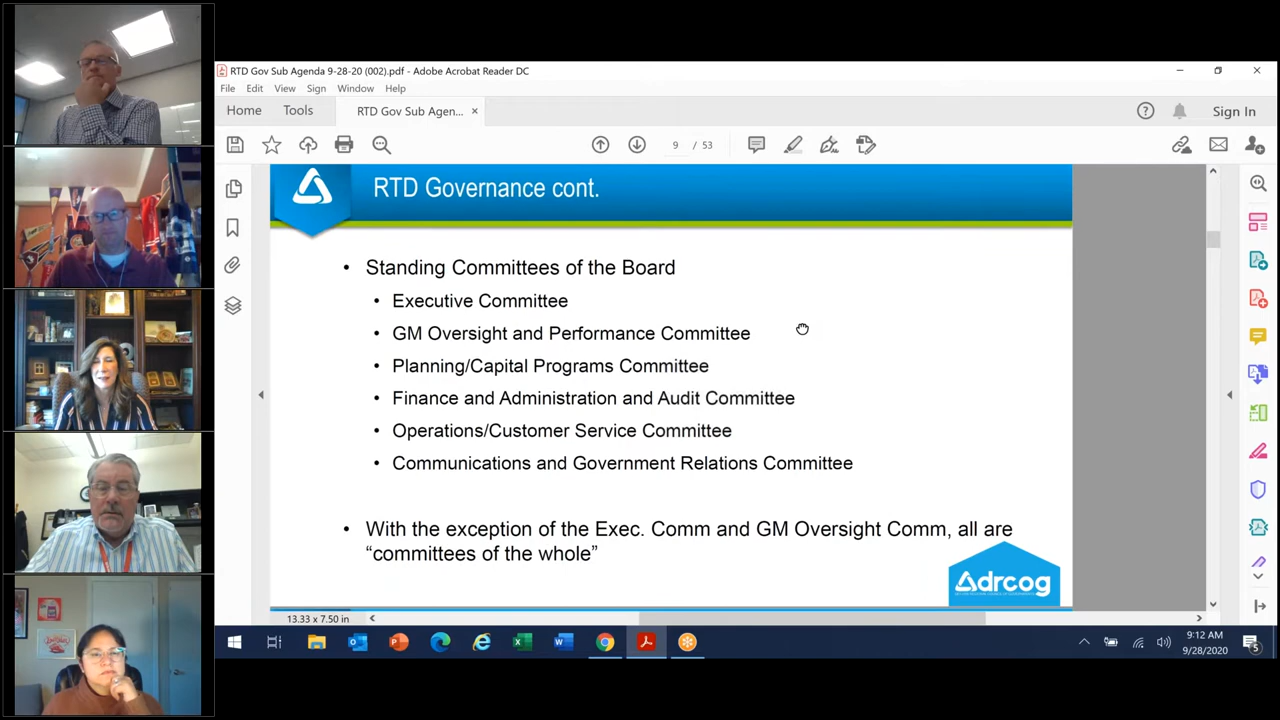 RTD Gov Sub Agenda 9-28-20 (002).pdf - Adobe Acrobat Reader DC
File Edit View Sign Window Help
Home Tools RTD Gov Sub Agen... × Sign In
9 / 53
RTD Governance cont.
• Standing Committees of the Board
• Executive Committee
• GM Oversight and Performance Committee
• Planning/Capital Programs Committee
• Finance and Administration and Audit Committee
• Operations/Customer Service Committee
• Communications and Government Relations Committee
• With the exception of the Exec. Comm and GM Oversight Comm, all are
“committees of the whole”
drcog
13.33 x 7.50 in
9:12 AM
9/28/2020
5